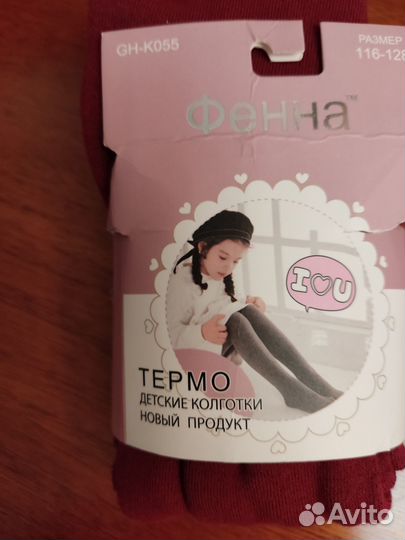 GH-K055
РАЗМЕР
116-128
Фенна™
I♡U
ТЕРМО
ДЕТСКИЕ КОЛГОТКИ
НОВЫЙ ПРОДУКТ
Avito